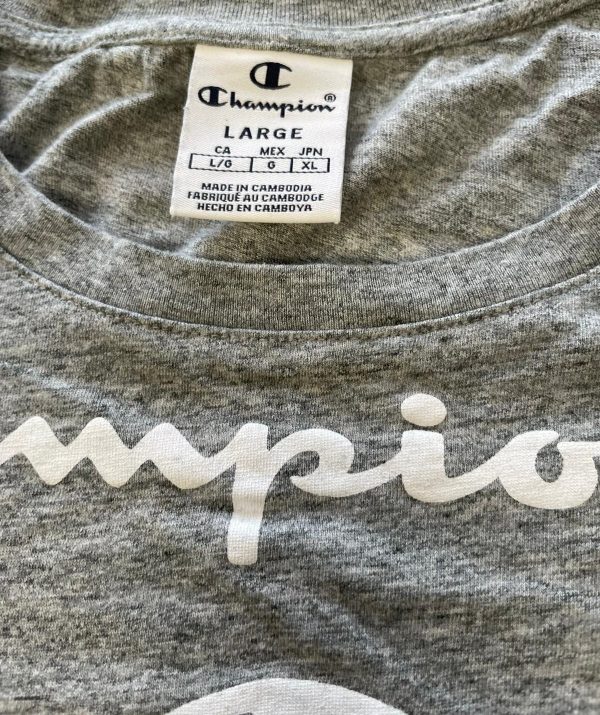 Champion®
LARGE
CA MEX JPN
L/G G XL
MADE IN CAMBODIA
FABRIQUÉ AU CAMBODGE
HECHO EN CAMBOYA
mpio